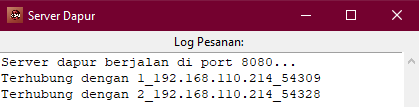 Server Dapur
Log Pesanan:
Server dapur berjalan di port 8080...
Terhubung dengan 1_192.168.110.214_54309
Terhubung dengan 2_192.168.110.214_54328